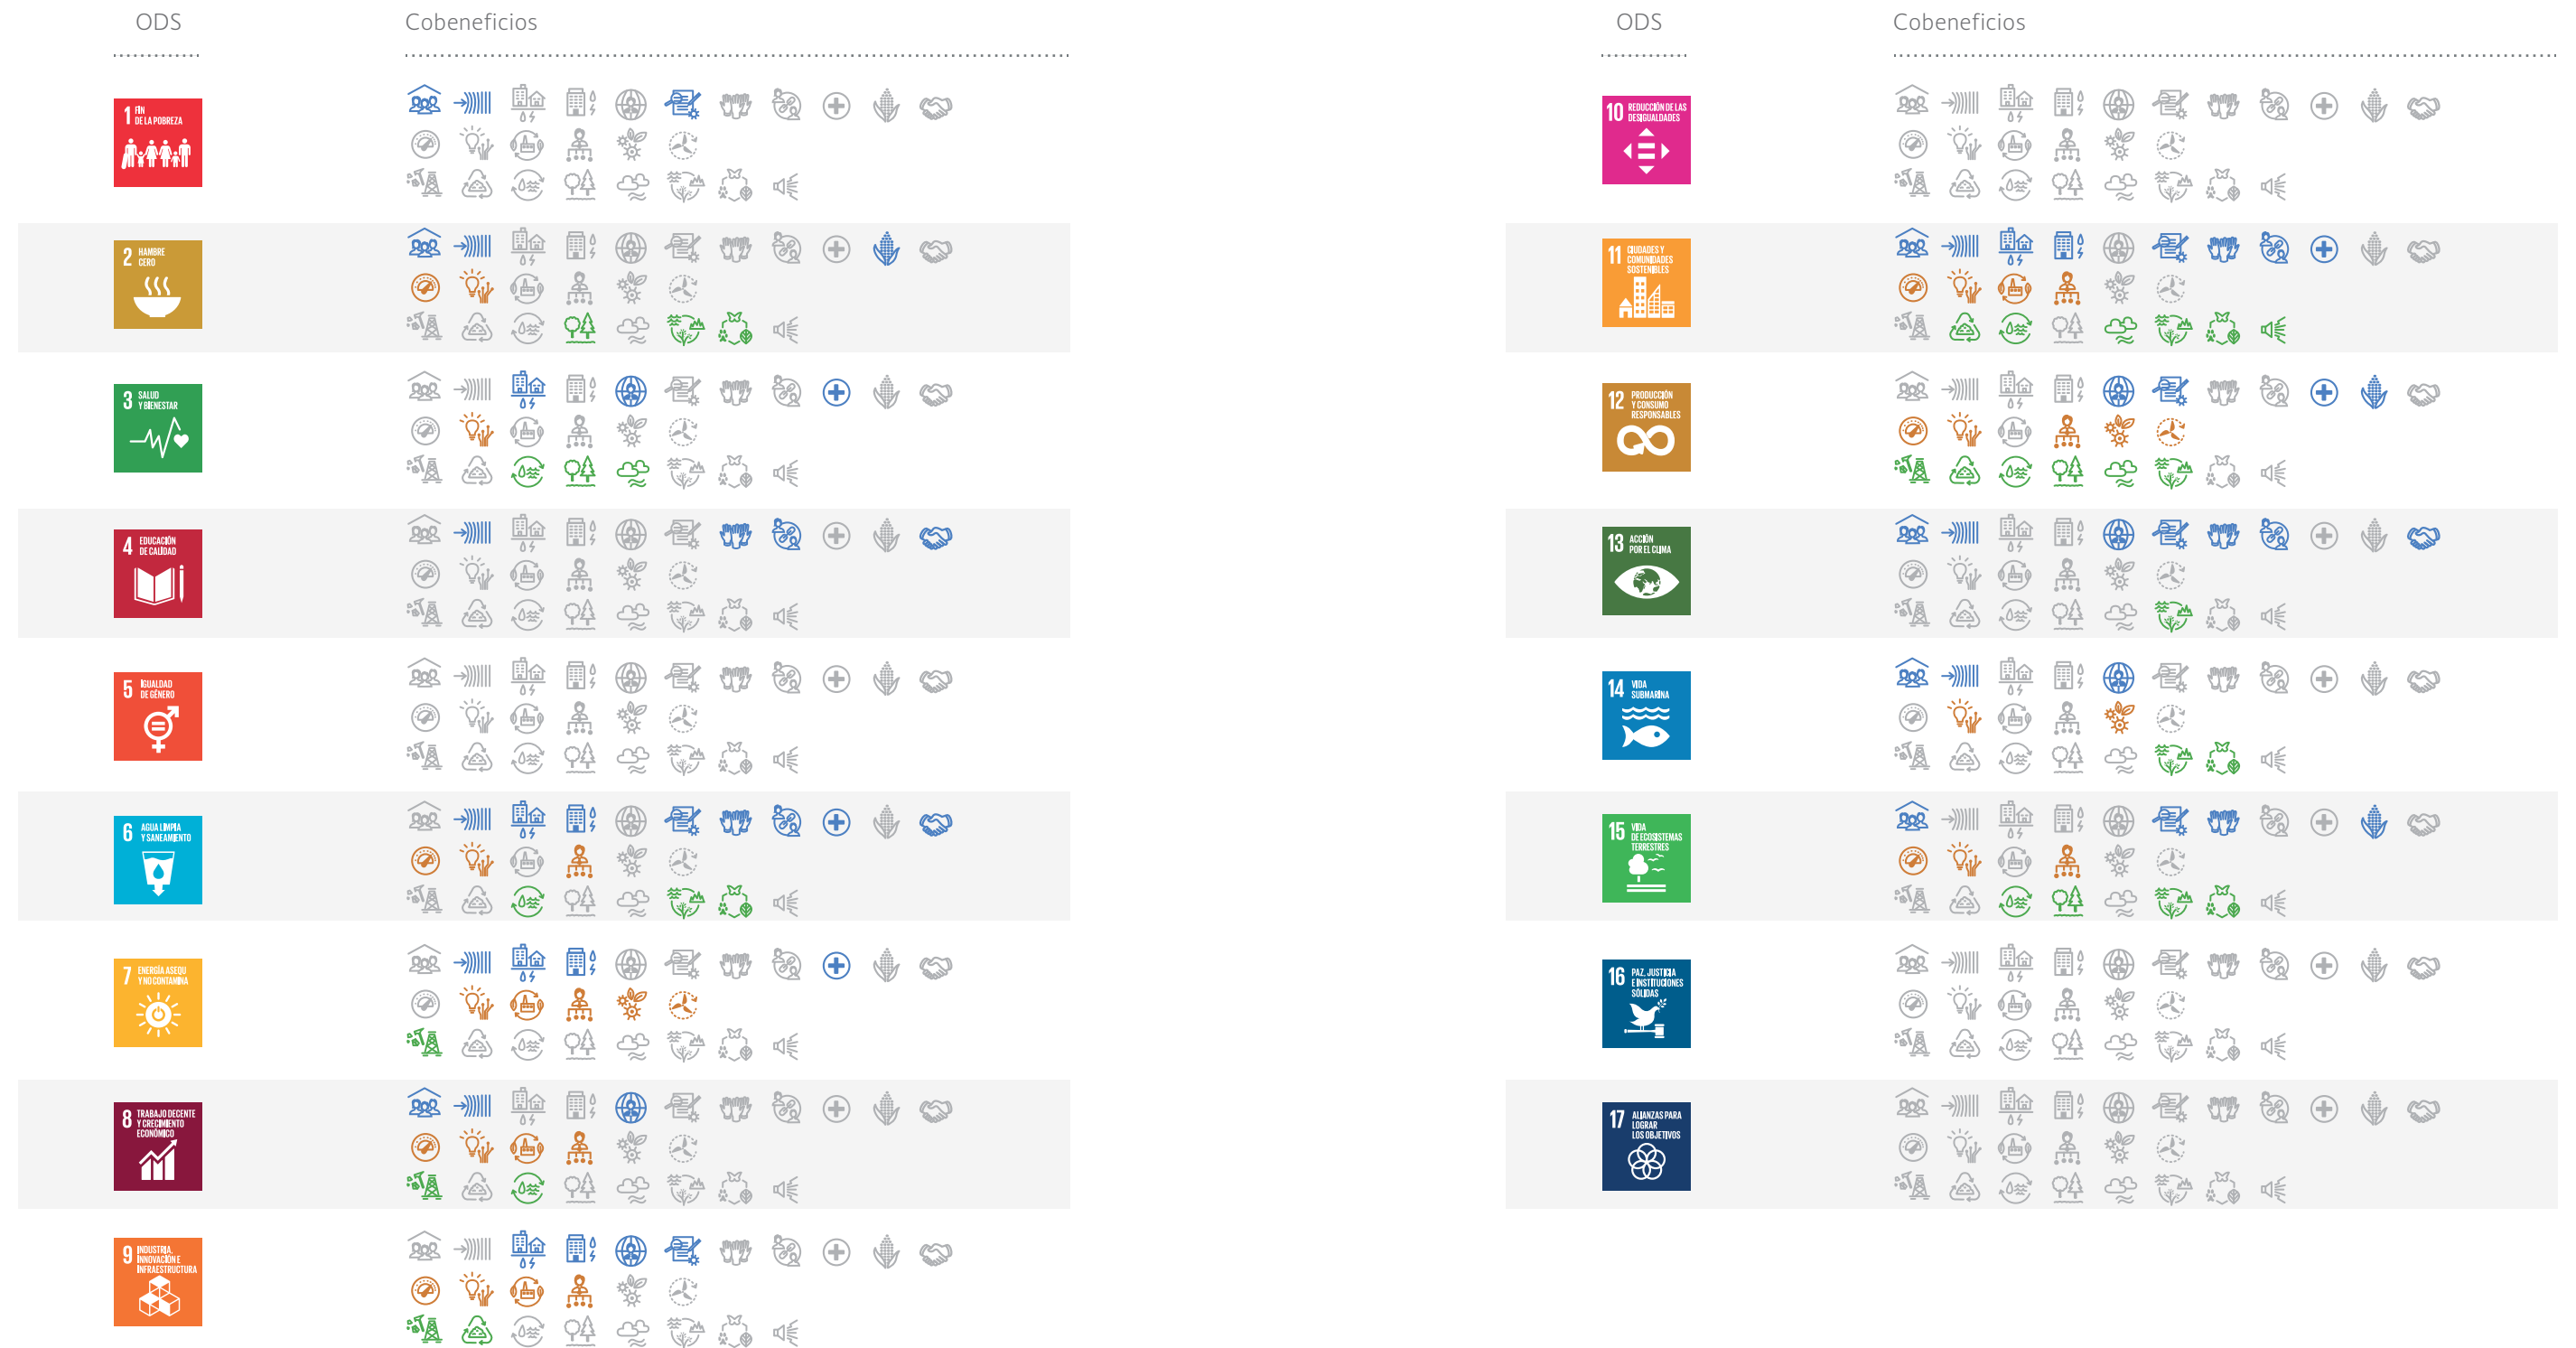 ODS
Cobeneficios
1 FIN
DE LA POBREZA
2 HAMBRE
CERO
3 SALUD
Y BIENESTAR
4 EDUCACIÓN
DE CALIDAD
5 IGUALDAD
DE GÉNERO
6 AGUA LIMPIA
Y SANEAMIENTO
7 ENERGÍA ASEQU
Y NO CONTAMINA
8 TRABAJO DECENTE
Y CRECIMIENTO
ECONÓMICO
9 INDUSTRIA,
INNOVACIÓN E
INFRAESTRUCTURA
ODS
Cobeneficios
10 REDUCCIÓN DE LAS
DESIGUALDADES
11 CIUDADES Y
COMUNIDADES
SOSTENIBLES
12 PRODUCCIÓN
Y CONSUMO
RESPONSABLES
13 ACCIÓN
POR EL CLIMA
14 VIDA
SUBMARINA
15 VIDA
DE ECOSISTEMAS
TERRESTRES
16 PAZ, JUSTICIA
E INSTITUCIONES
SÓLIDAS
17 ALIANZAS PARA
LOGRAR
LOS OBJETIVOS